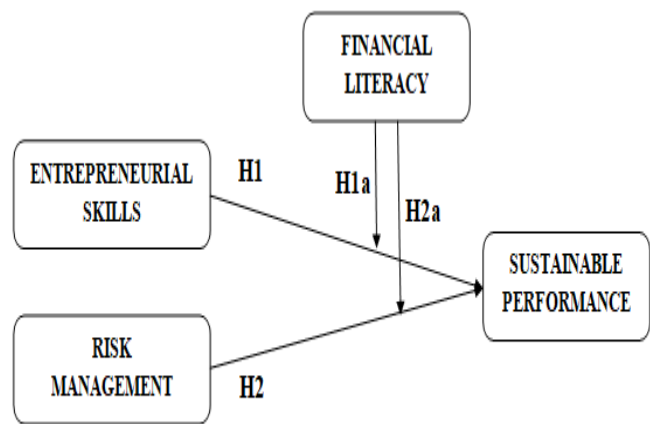 FINANCIAL
LITERACY
ENTREPRENEURIAL
SKILLS
H1
H1a
H2a
SUSTAINABLE
PERFORMANCE
RISK
MANAGEMENT
H2